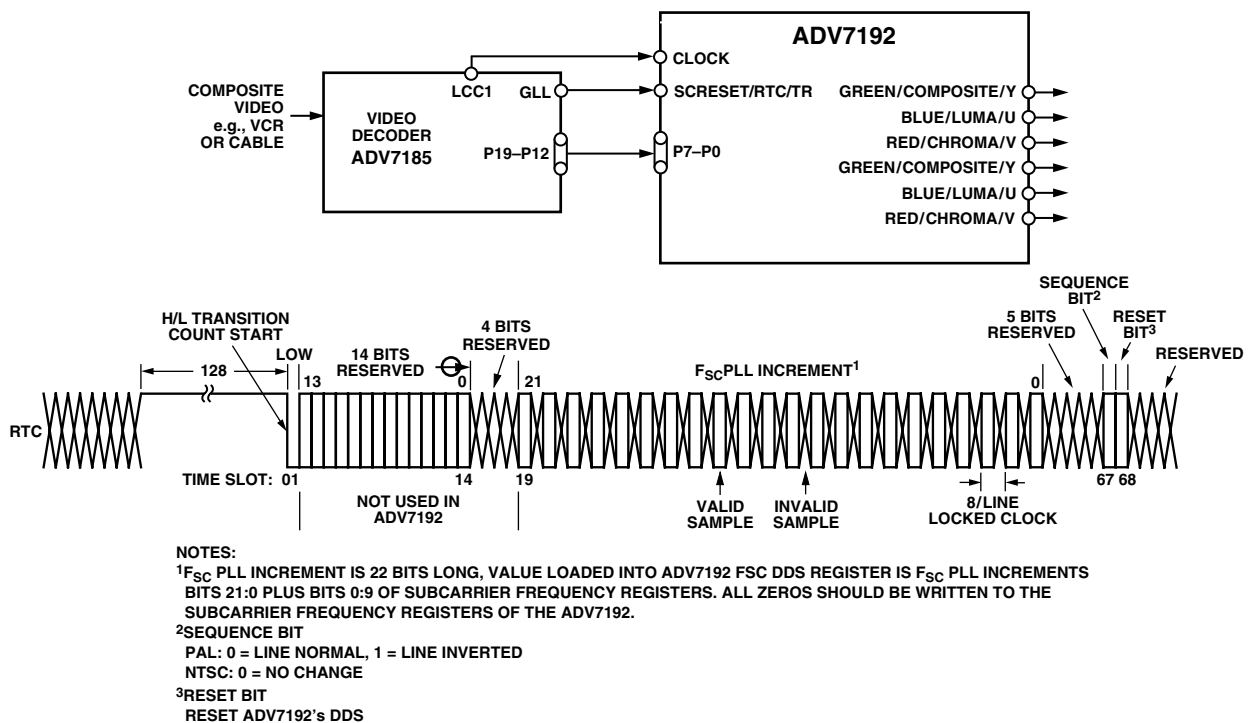 ADV7192
CLOCK
COMPOSITE
VIDEO
e.g., VCR
OR CABLE
VIDEO
DECODER
ADV7185
LCC1
GLL
P19–P12
SCRESET/RTC/TR
P7–P0
GREEN/COMPOSITE/Y
BLUE/LUMA/U
RED/CHROMA/V
GREEN/COMPOSITE/Y
BLUE/LUMA/U
RED/CHROMA/V
H/L TRANSITION
COUNT START
LOW
128
13
14 BITS
RESERVED
0
4 BITS
RESERVED
21
FSC PLL INCREMENT1
0
5 BITS
RESERVED
SEQUENCE
BIT2
RESET
BIT3
RESERVED
RTC
TIME SLOT: 01
14
19
67 68
NOT USED IN
ADV7192
VALID
SAMPLE
INVALID
SAMPLE
8/LINE
LOCKED CLOCK
NOTES:
1FSC PLL INCREMENT IS 22 BITS LONG, VALUE LOADED INTO ADV7192 FSC DDS REGISTER IS FSC PLL INCREMENTS
BITS 21:0 PLUS BITS 0:9 OF SUBCARRIER FREQUENCY REGISTERS. ALL ZEROS SHOULD BE WRITTEN TO THE
SUBCARRIER FREQUENCY REGISTERS OF THE ADV7192.
2SEQUENCE BIT
PAL: 0 = LINE NORMAL, 1 = LINE INVERTED
NTSC: 0 = NO CHANGE
3RESET BIT
RESET ADV7192's DDS